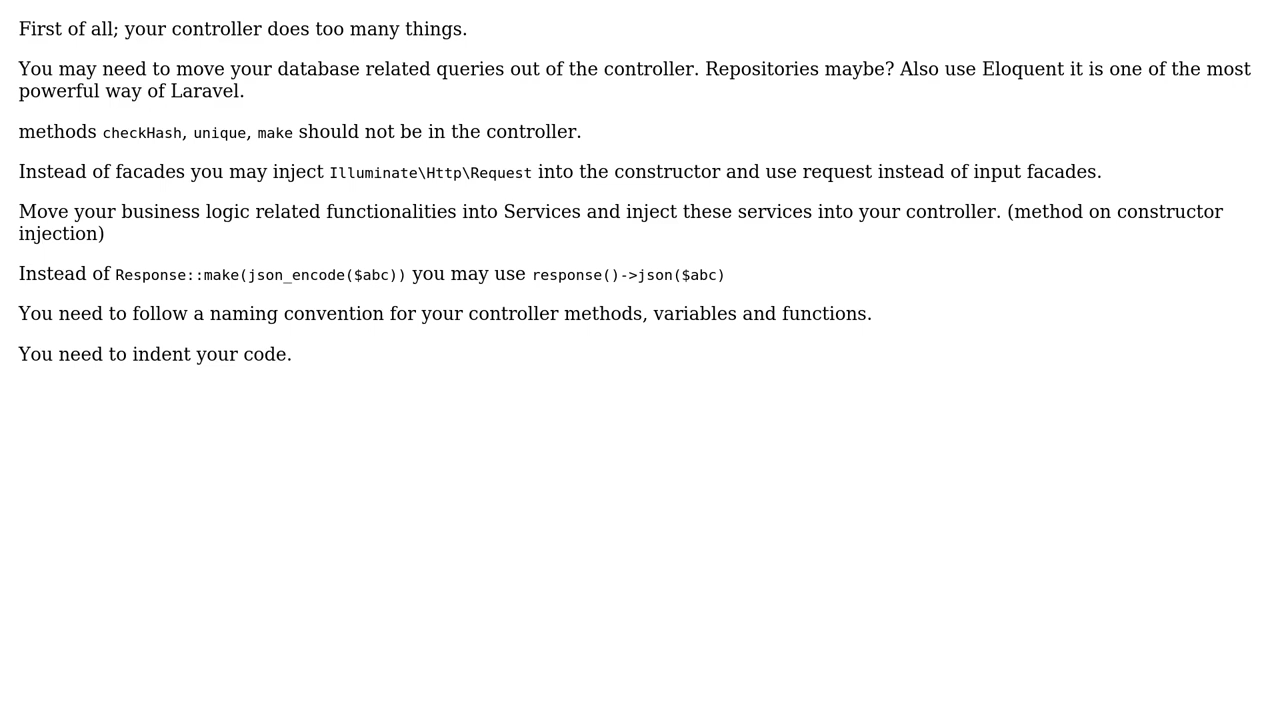 First of all; your controller does too many things.
You may need to move your database related queries out of the controller. Repositories maybe? Also use Eloquent it is one of the most
powerful way of Laravel.
methods checkHash, unique, make should not be in the controller.
Instead of facades you may inject Illuminate\Http\Request into the constructor and use request instead of input facades.
Move your business logic related functionalities into Services and inject these services into your controller. (method on constructor
injection)
Instead of Response::make(json_encode($abc)) you may use response()->json($abc)
You need to follow a naming convention for your controller methods, variables and functions.
You need to indent your code.